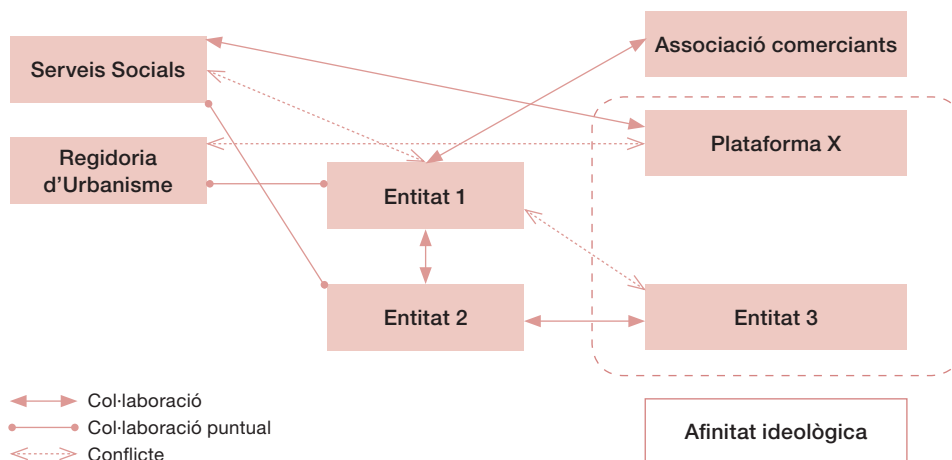 Serveis Socials
Associació comerciants
Regidoria
d’Urbanisme
Plataforma X
Entitat 1
Entitat 2
Entitat 3
Col·laboració
Col·laboració puntual
Conflicte
Afinitat ideològica